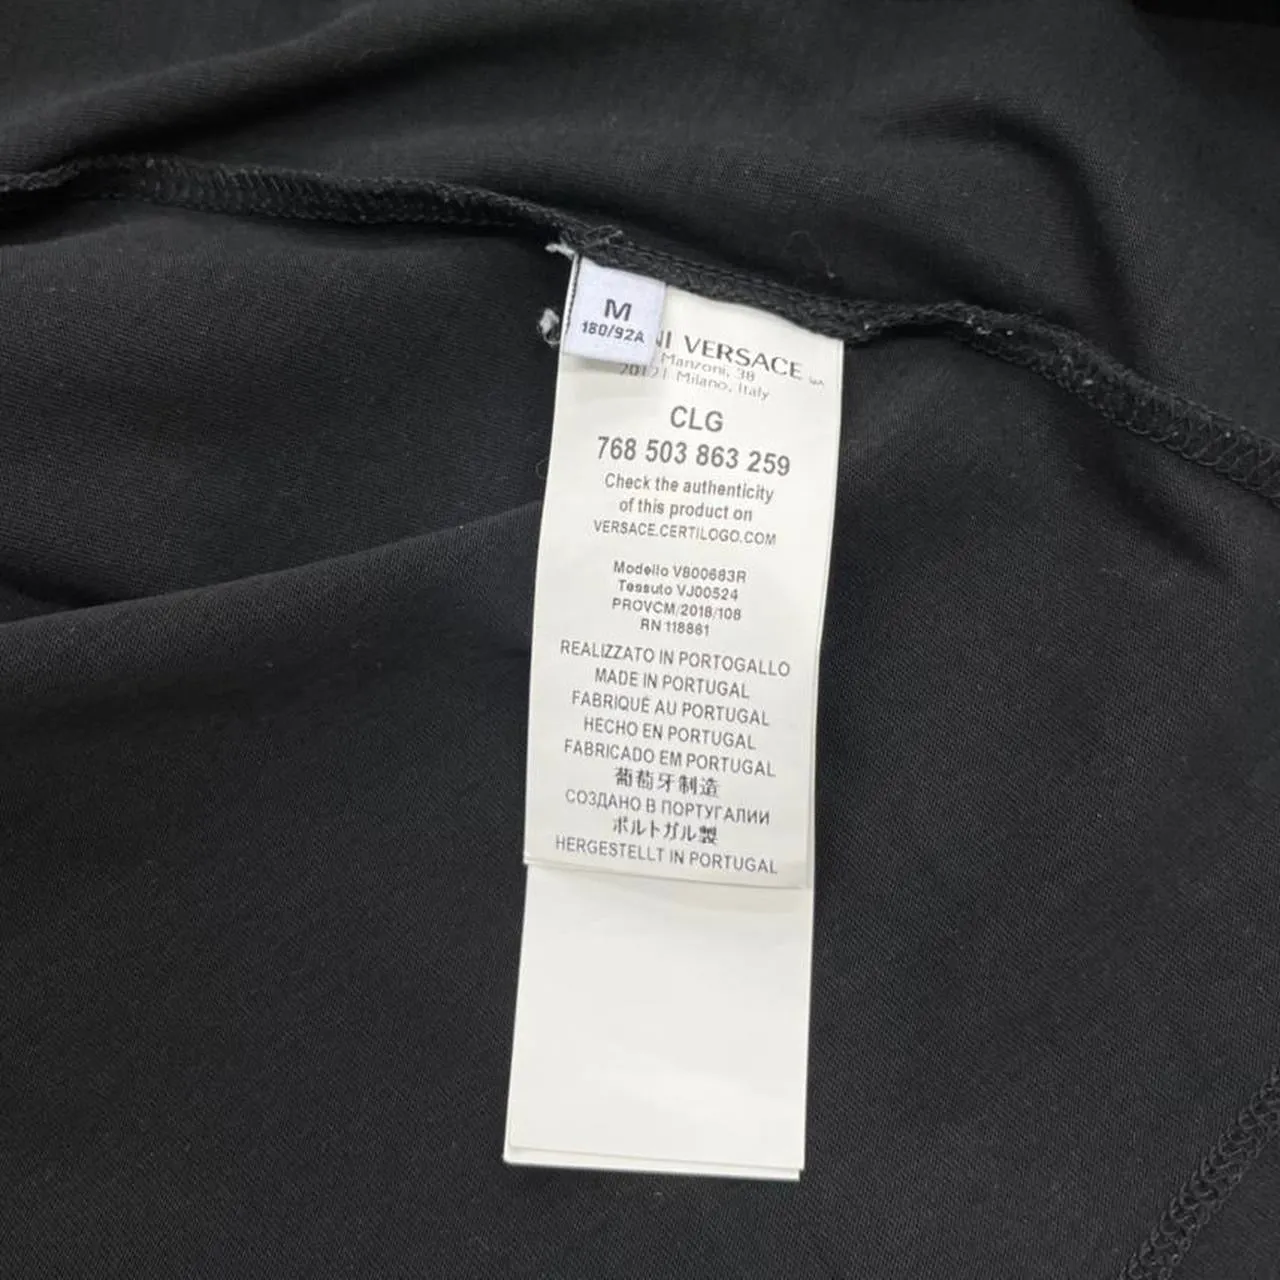 M
180/92A
NI VERSACE
Manzoni, 38
20121 Milano, Italy
CLG
768 503 863 259
Check the authenticity
of this product on
VERSACE.CERTILOGO.COM
Modello V800683R
Tessuto VJ00524
PROVCM/2018/108
RN 118861
REALIZZATO IN PORTOGALLO
MADE IN PORTUGAL
FABRIQUÉ AU PORTUGAL
HECHO EN PORTUGAL
FABRICADO EM PORTUGAL
葡萄牙制造
СОЗДАНО В ПОРТУГАЛИИ
ポルトガル製
HERGESTELLT IN PORTUGAL